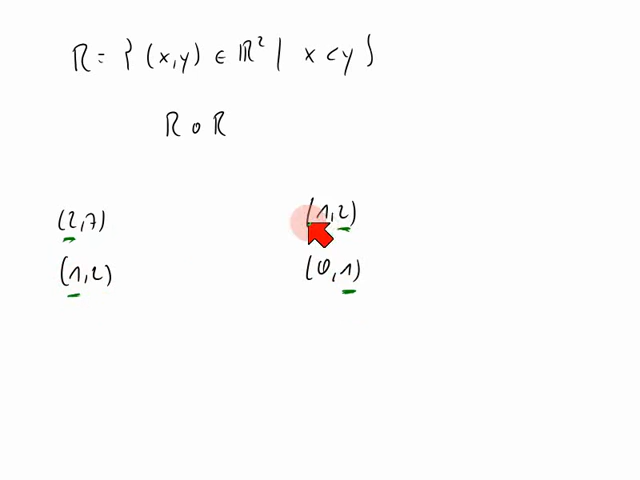 R = { (x,y) ∈ ℝ² | x < y }
R ∘ R
(2,7) (1,2)
(1,2) (0,1)